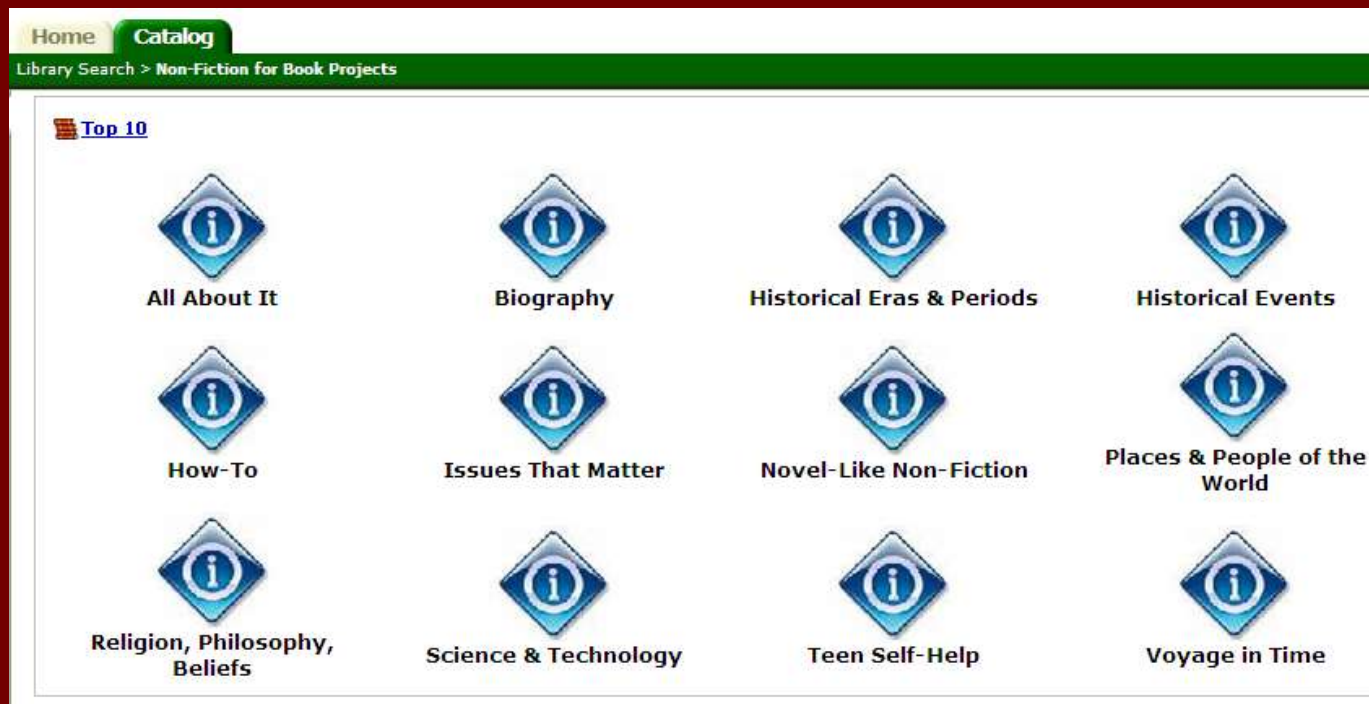 Home Catalog
Library Search > Non-Fiction for Book Projects
Top 10
All About It
Biography
Historical Eras & Periods
Historical Events
How-To
Issues That Matter
Novel-Like Non-Fiction
Places & People of the
World
Religion, Philosophy,
Beliefs
Science & Technology
Teen Self-Help
Voyage in Time